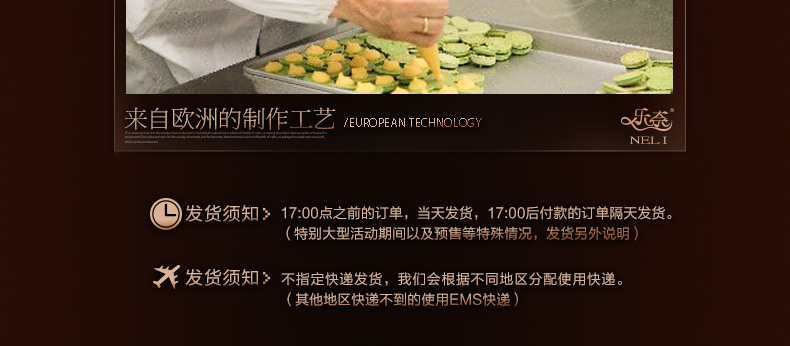 来自欧洲的制作工艺 /EUROPEAN TECHNOLOGY
乐奈®
NELI
发货须知 17:00点之前的订单，当天发货，17:00后付款的订单隔天发货。
（特别大型活动期间以及预售等特殊情况，发货另外说明）
发货须知 不指定快递发货，我们会根据不同地区分配使用快递。
（其他地区快递不到的使用EMS快递）